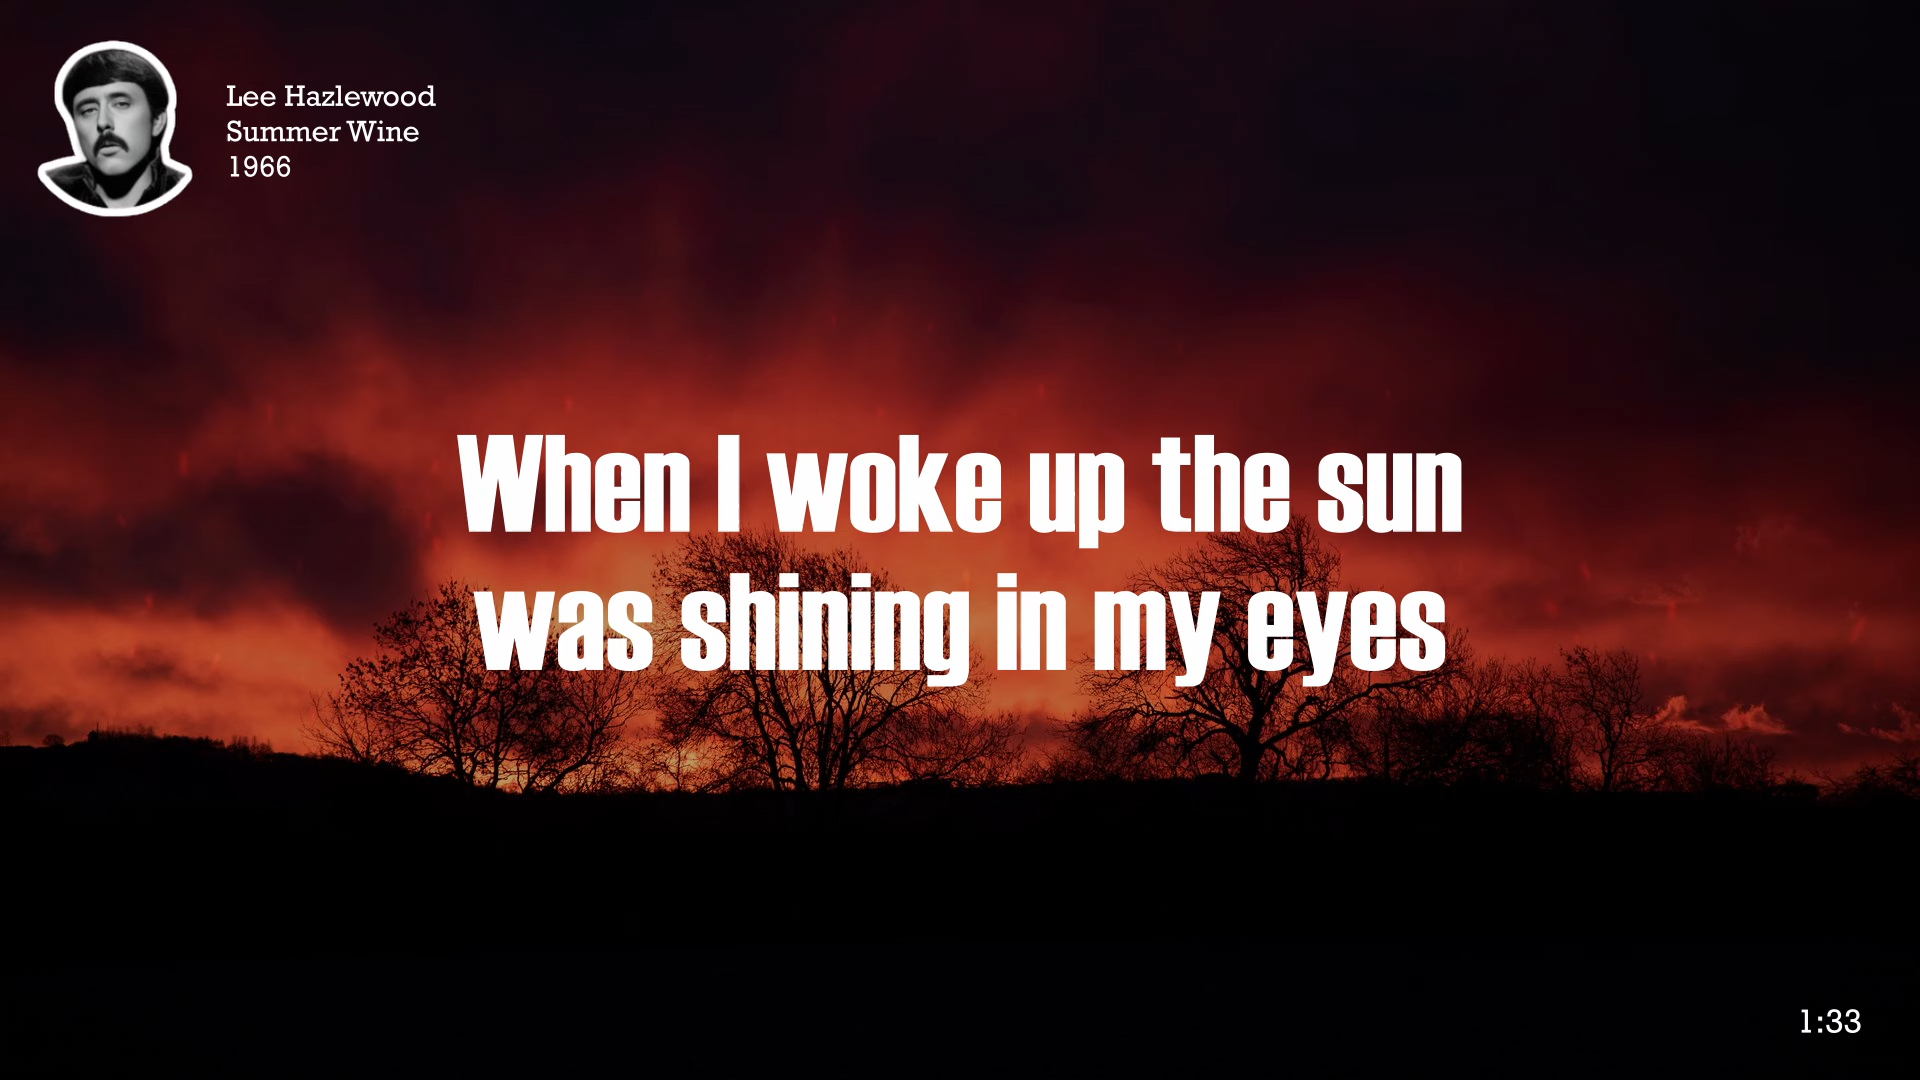 Lee Hazlewood
Summer Wine
1966
When I woke up the sun
was shining in my eyes
1:33